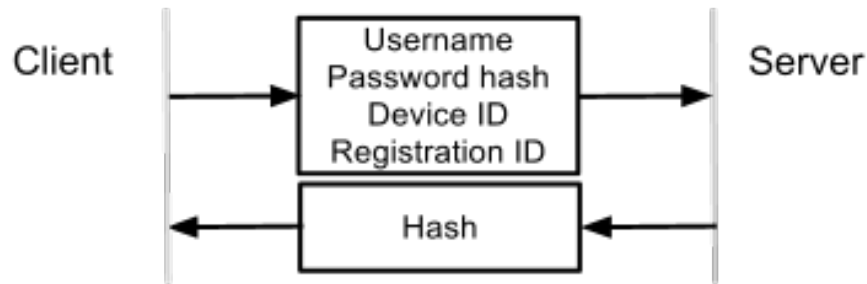 Client
Username
Password hash
Device ID
Registration ID
Server
Hash